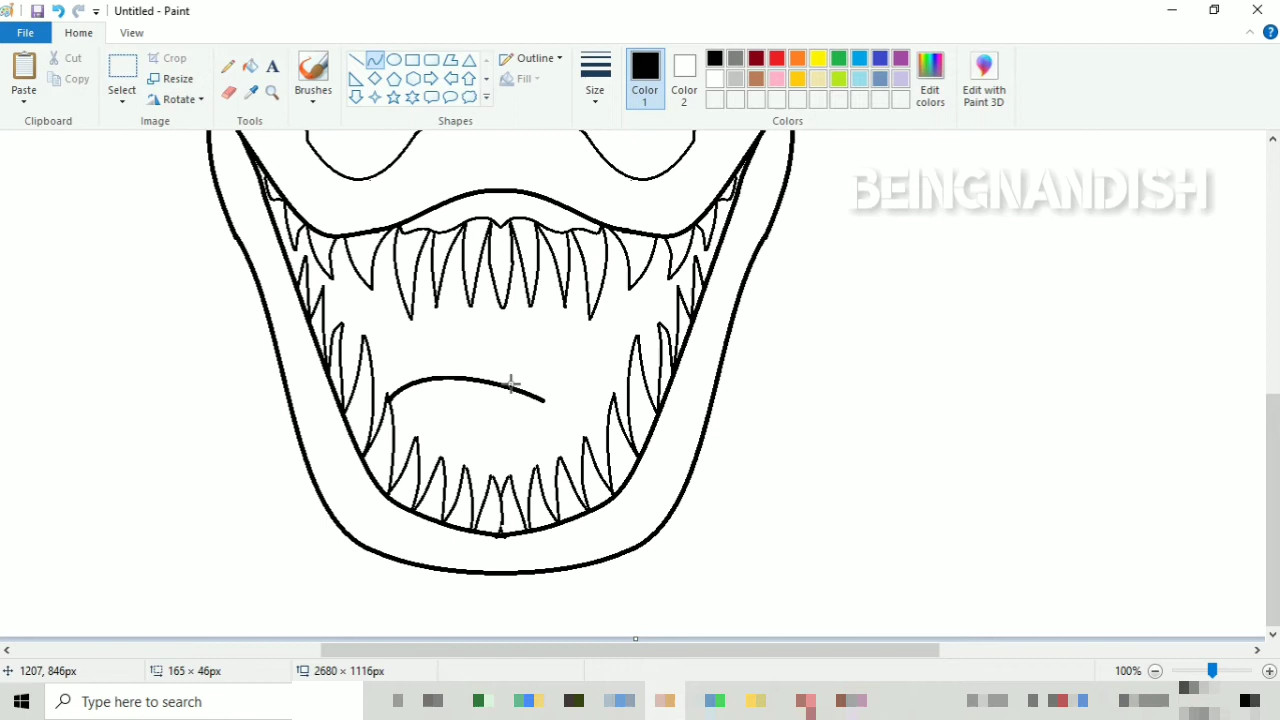 Untitled - Paint
File
Home
View
Paste
Cut
Copy
Clipboard
Select
Crop
Resize
Rotate
Image
Tools
Brushes
Shapes
Outline
Fill
Size
Color
1
Color
2
Edit
colors
Colors
Edit with
Paint 3D
BEINGNANDISH
1207, 846px
165 × 46px
2680 × 1116px
100%
Type here to search